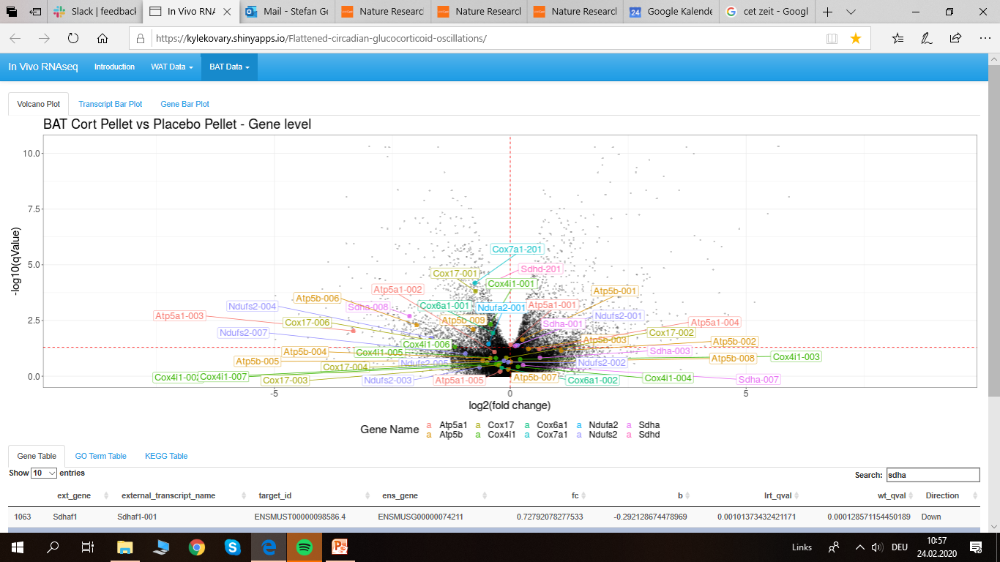 Slack | feedback
In Vivo RNA
Mail - Stefan Ge
Nature Research
Nature Research
Nature Research
Google Kalende
cet zeit - Googl
https://kylekovary.shinyapps.io/Flattened-circadian-glucocorticoid-oscillations/
In Vivo RNAseq Introduction WAT Data BAT Data
Volcano Plot Transcript Bar Plot Gene Bar Plot
BAT Cort Pellet vs Placebo Pellet - Gene level
-log10(qValue)
10.0
7.5
5.0
2.5
0.0
Cox7a1-201
Sdhd-201
Cox17-001
Cox4i1-001
Atp5a1-002
Atp5b-001
Atp5b-006
Ndufs2-004
Sdha-008
Cox6a1-001
Ndufa2-001
Atp5a1-001
Atp5a1-003
Cox17-006
Atp5b-009
Sdha-001
Ndufs2-001
Atp5a1-004
Ndufs2-007
Cox17-002
Cox4i1-006
Atp5b-003
Atp5b-002
Atp5b-004
Cox4i1-005
Sdha-003
Atp5b-005
Cox17-004
Ndufs2-005
Ndufs2-002
Atp5b-008
Cox4i1-003
Cox4i1-007
Cox17-003
Ndufs2-003
Atp5a1-005
Atp5b-007
Cox6a1-002
Cox4i1-004
Sdha-007
-5 0 5
log2(fold change)
Gene Name
a Atp5a1 a Cox17 a Cox6a1 a Ndufa2 a Sdha
a Atp5b a Cox4i1 a Cox7a1 a Ndufs2 a Sdhd
Gene Table GO Term Table KEGG Table
Show 10 entries
Search: sdha
ext_gene external_transcript_name target_id ens_gene fc b lrt_qval wt_qval Direction
1063 Sdhaf1 Sdhaf1-001 ENSMUST00000098586.4 ENSMUSG00000074211 0.72792078277533 -0.292128674478969 0.00101373432421171 0.000128571154450189 Down
Links DEU 10:57
24.02.2020